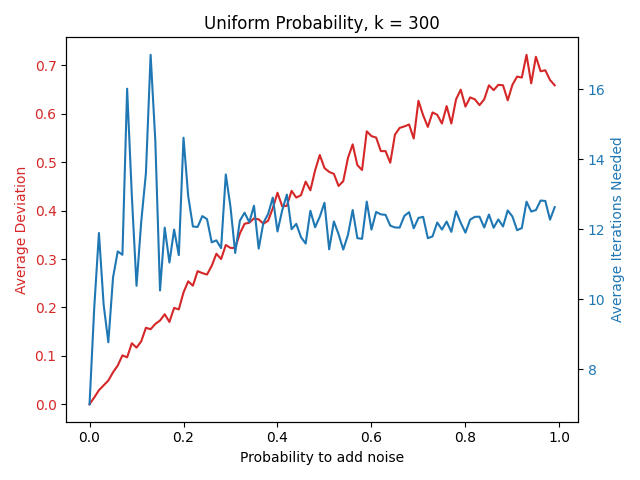 Uniform Probability, k = 300
Average Deviation
0.7
0.6
0.5
0.4
0.3
0.2
0.1
0.0
16
14
12
10
8
Average Iterations Needed
0.0 0.2 0.4 0.6 0.8 1.0
Probability to add noise